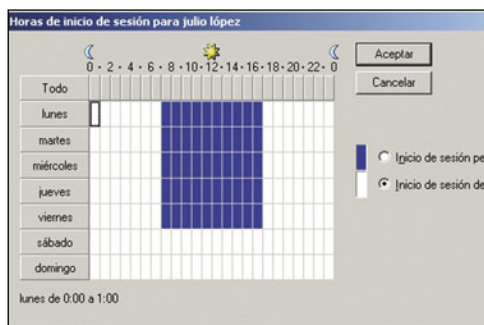 Horas de inicio de sesión para julio lópez
0 · 2 · 4 · 6 · 8 · 10 · 12 · 14 · 16 · 18 · 20 · 22 · 0
Todo
lunes
martes
miércoles
jueves
viernes
sábado
domingo
lunes de 0:00 a 1:00
Aceptar
Cancelar
Inicio de sesión pe
Inicio de sesión de